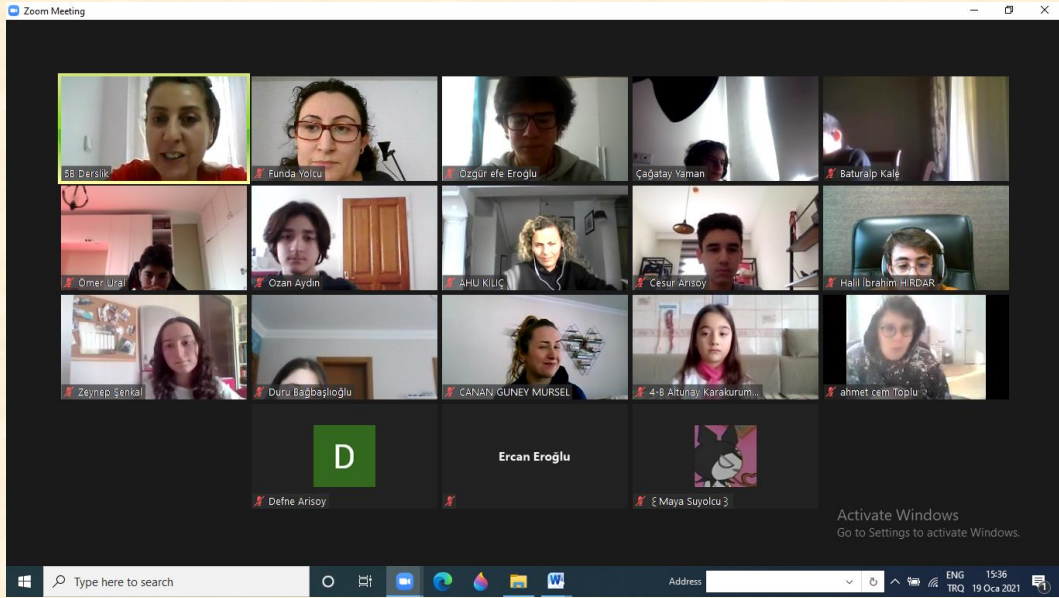 Zoom Meeting
5B Derslik
Funda Yolcu
Özgür efe Eroğlu
Çağatay Yaman
Baturalp Kale
Ömer Ural
Ozan Aydın
AHU KILIÇ
Cesur Arısoy
Halil İbrahim HIRDAR
Zeynep Şenkal
Duru Bağbaşlıoğlu
CANAN GUNEY MURSEL
4-B Altunay Karakurum...
ahmet cem Toplu
D
Defne Arisoy
Ercan Eroğlu
ξ Maya Suyolcu 3
Activate Windows
Go to Settings to activate Windows.
Type here to search
W
Address
ENG
15:36
TRQ
19 Oca 2021
1